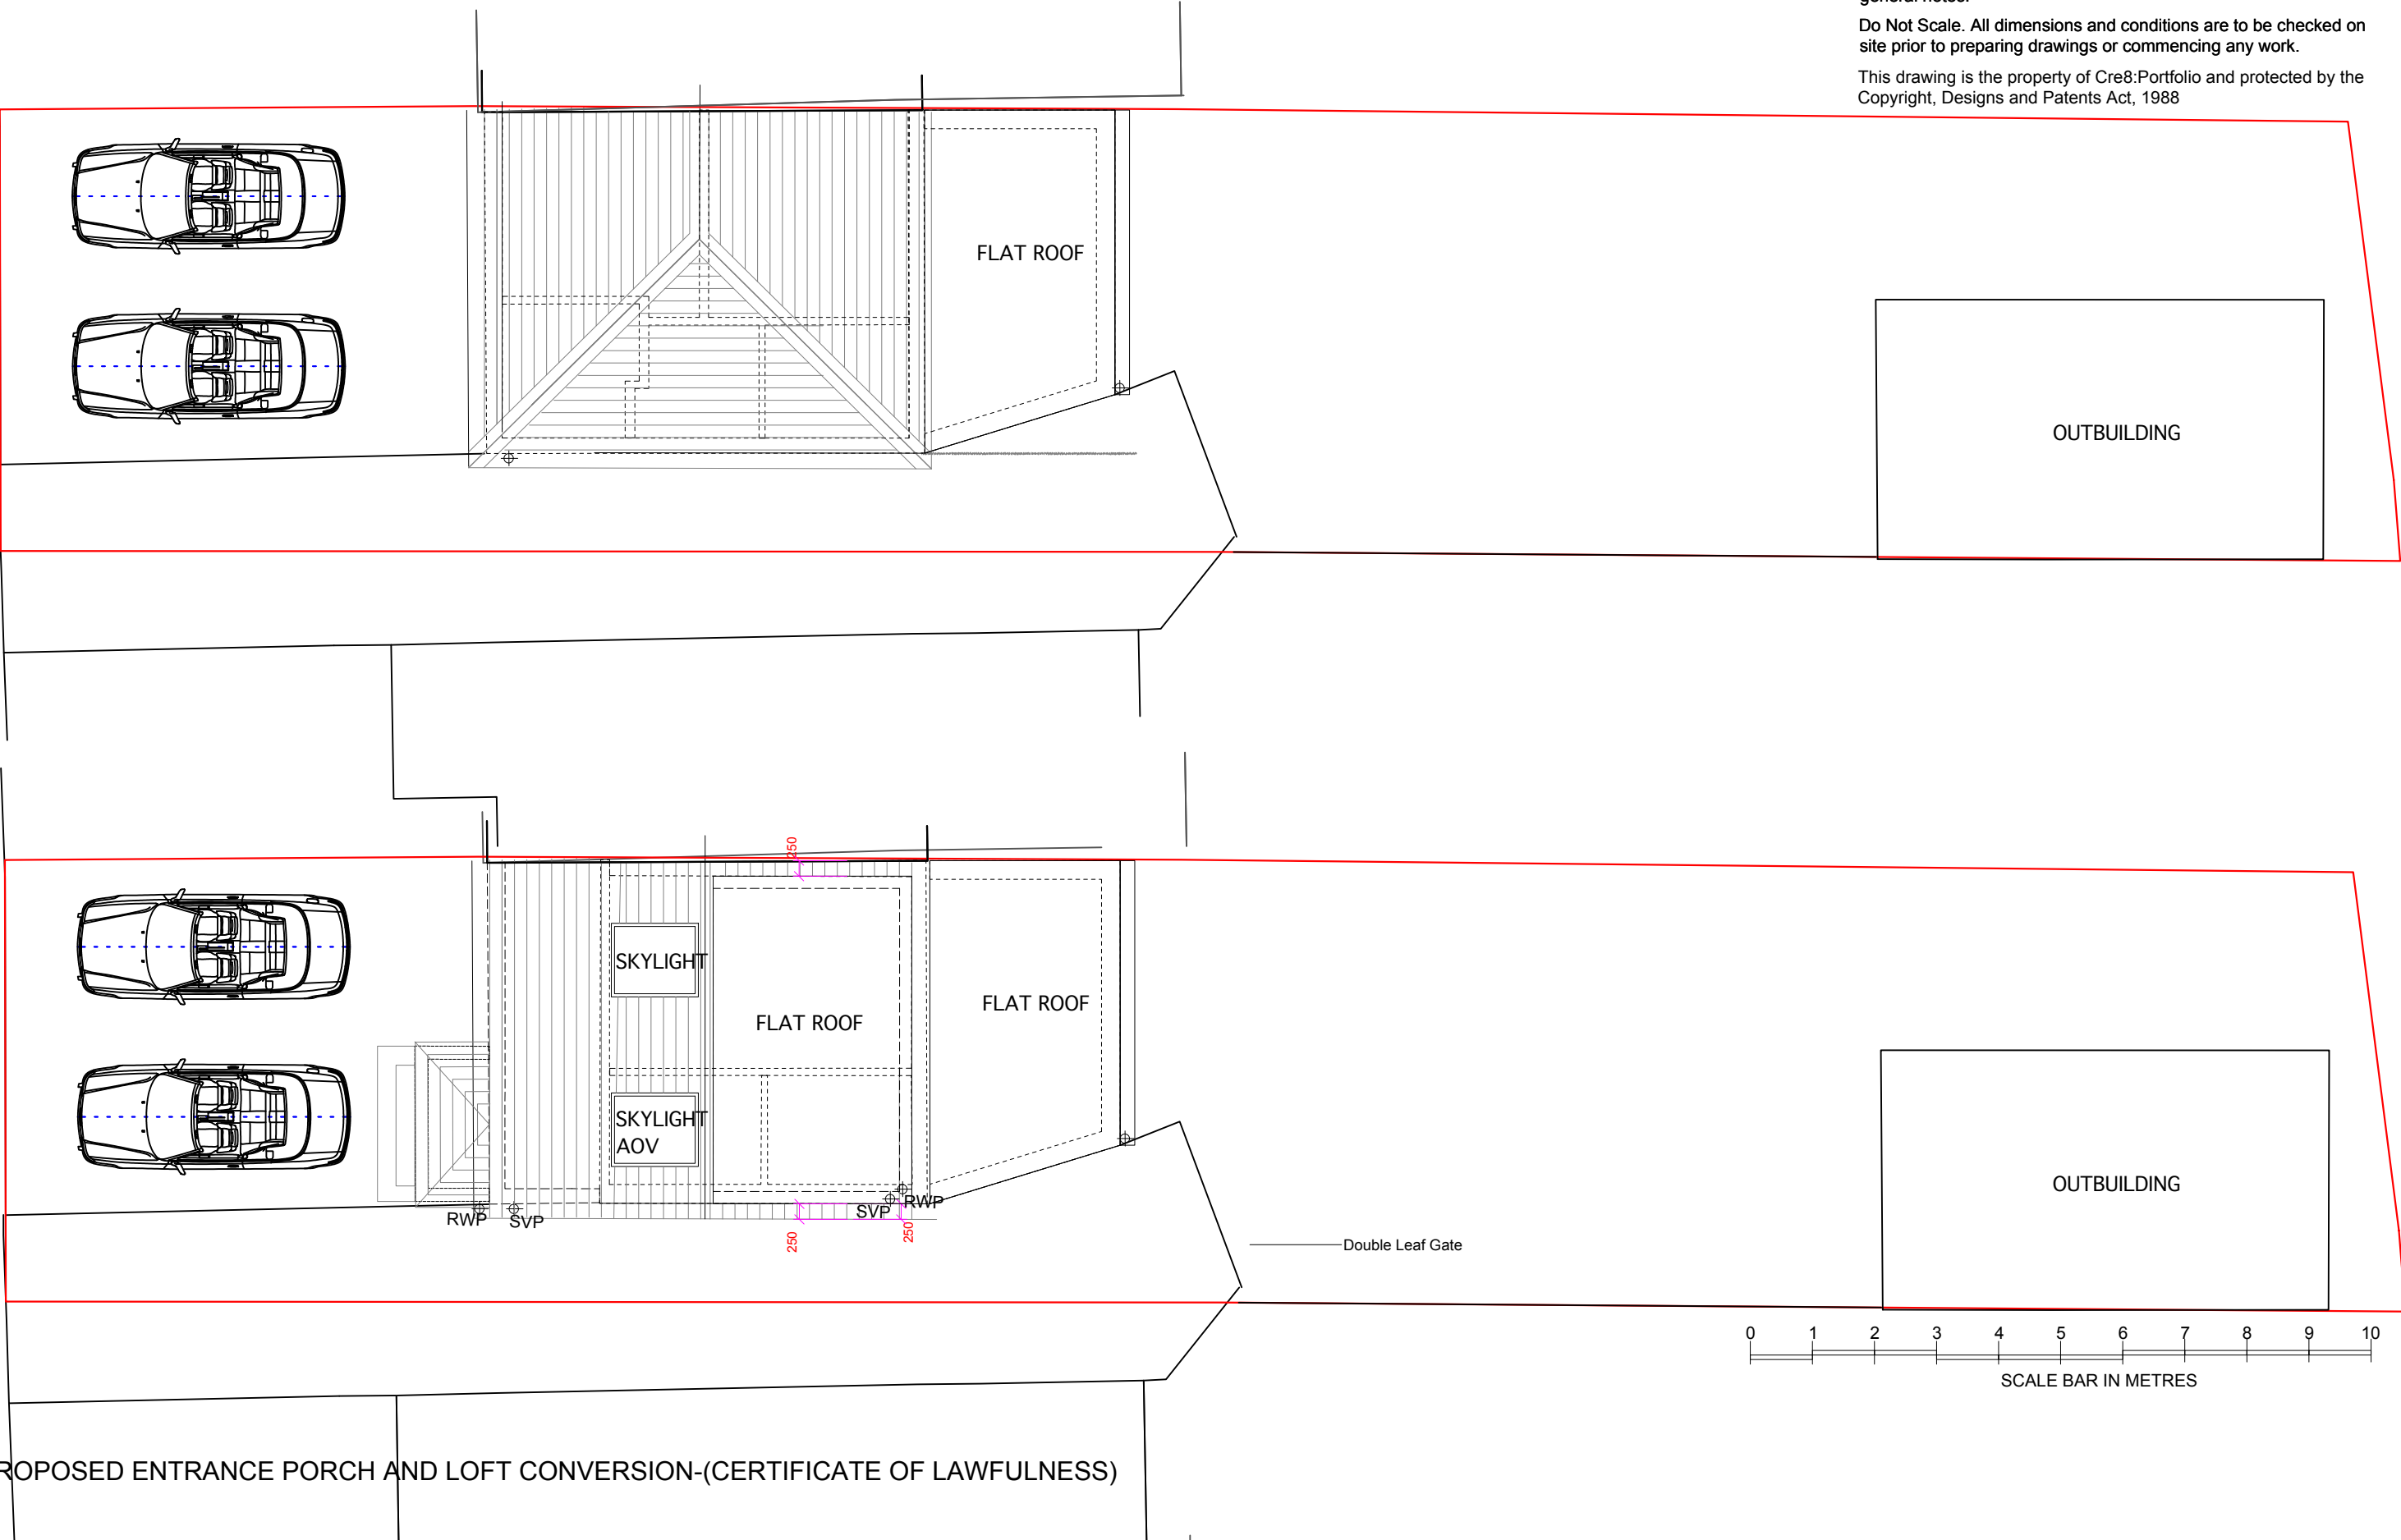 general notes.
Do Not Scale. All dimensions and conditions are to be checked on
site prior to preparing drawings or commencing any work.
This drawing is the property of Cre8:Portfolio and protected by the
Copyright, Designs and Patents Act, 1988
FLAT ROOF
OUTBUILDING
250
SKYLIGHT
FLAT ROOF
FLAT ROOF
SKYLIGHT
AOV
OUTBUILDING
RWP
SVP
SVP
RWP
250
250
Double Leaf Gate
0 1 2 3 4 5 6 7 8 9 10
SCALE BAR IN METRES
ROPOSED ENTRANCE PORCH AND LOFT CONVERSION-(CERTIFICATE OF LAWFULNESS)